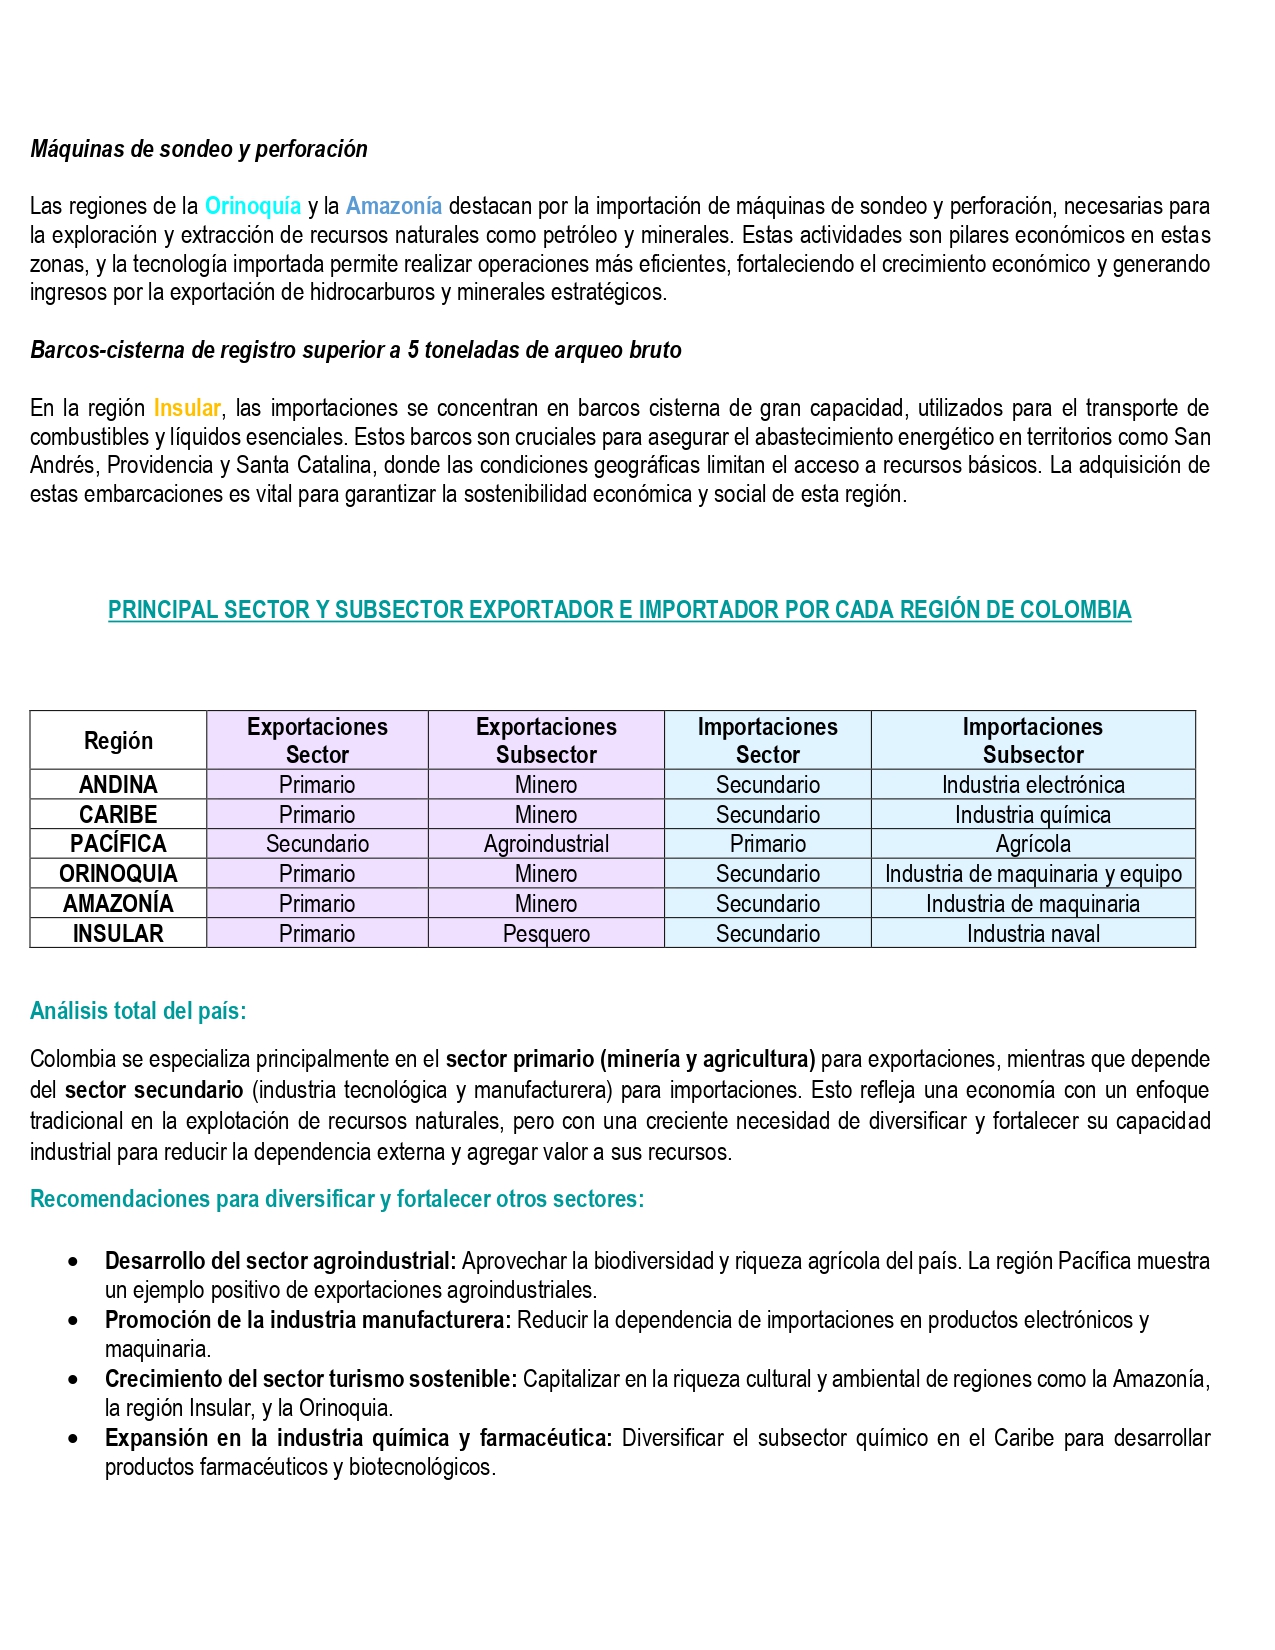 Máquinas de sondeo y perforación
Las regiones de la Orinoquía y la Amazonía destacan por la importación de máquinas de sondeo y perforación, necesarias para
la exploración y extracción de recursos naturales como petróleo y minerales. Estas actividades son pilares económicos en estas
zonas, y la tecnología importada permite realizar operaciones más eficientes, fortaleciendo el crecimiento económico y generando
ingresos por la exportación de hidrocarburos y minerales estratégicos.
Barcos-cisterna de registro superior a 5 toneladas de arqueo bruto
En la región Insular, las importaciones se concentran en barcos cisterna de gran capacidad, utilizados para el transporte de
combustibles y líquidos esenciales. Estos barcos son cruciales para asegurar el abastecimiento energético en territorios como San
Andrés, Providencia y Santa Catalina, donde las condiciones geográficas limitan el acceso a recursos básicos. La adquisición de
estas embarcaciones es vital para garantizar la sostenibilidad económica y social de esta región.
PRINCIPAL SECTOR Y SUBSECTOR EXPORTADOR E IMPORTADOR POR CADA REGIÓN DE COLOMBIA
Región Exportaciones Sector Exportaciones Subsector Importaciones Sector Importaciones Subsector
ANDINA Primario Minero Secundario Industria electrónica
CARIBE Primario Minero Secundario Industria química
PACÍFICA Secundario Agroindustrial Primario Agrícola
ORINOQUIA Primario Minero Secundario Industria de maquinaria y equipo
AMAZONÍA Primario Minero Secundario Industria de maquinaria
INSULAR Primario Pesquero Secundario Industria naval
Análisis total del país:
Colombia se especializa principalmente en el sector primario (minería y agricultura) para exportaciones, mientras que depende
del sector secundario (industria tecnológica y manufacturera) para importaciones. Esto refleja una economía con un enfoque
tradicional en la explotación de recursos naturales, pero con una creciente necesidad de diversificar y fortalecer su capacidad
industrial para reducir la dependencia externa y agregar valor a sus recursos.
Recomendaciones para diversificar y fortalecer otros sectores:
• Desarrollo del sector agroindustrial: Aprovechar la biodiversidad y riqueza agrícola del país. La región Pacífica muestra
un ejemplo positivo de exportaciones agroindustriales.
• Promoción de la industria manufacturera: Reducir la dependencia de importaciones en productos electrónicos y
maquinaria.
• Crecimiento del sector turismo sostenible: Capitalizar en la riqueza cultural y ambiental de regiones como la Amazonía,
la región Insular, y la Orinoquia.
• Expansión en la industria química y farmacéutica: Diversificar el subsector químico en el Caribe para desarrollar
productos farmacéuticos y biotecnológicos.